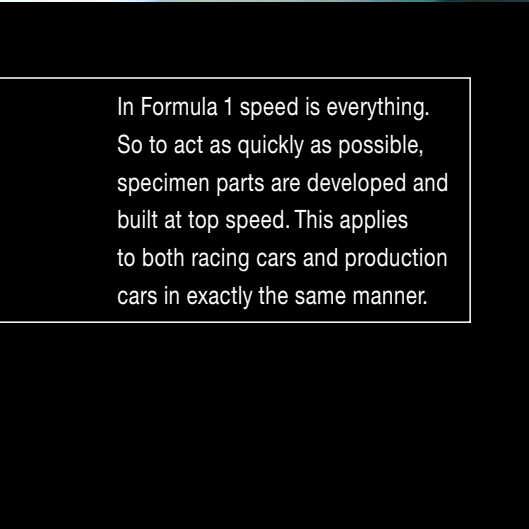 In Formula 1 speed is everything.
So to act as quickly as possible,
specimen parts are developed and
built at top speed. This applies
to both racing cars and production
cars in exactly the same manner.